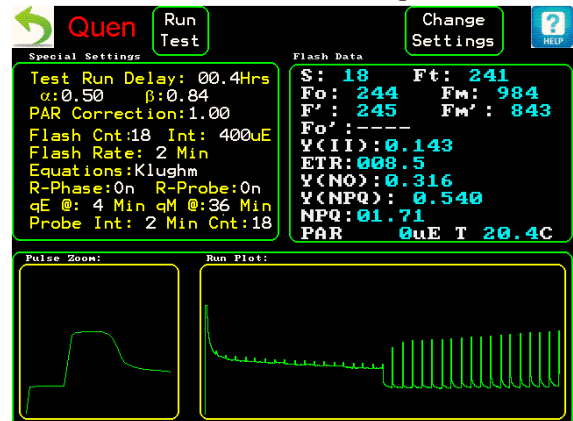 Quen
Run
Test
Change
Settings
?
HELP
Special Settings
Test Run Delay: 00.4Hrs
α:0.50 β:0.84
PAR Correction:1.00
Flash Cnt:18 Int: 400uE
Flash Rate: 2 Min
Equations:Klughm
R-Phase:On R-Probe:On
qE @: 4 Min qM @:36 Min
Probe Int: 2 Min Cnt:18
Flash Data
S: 18 Ft: 241
Fo: 244 Fm: 984
F': 245 Fm': 843
Fo':----
Y(II):0.143
ETR:008.5
Y(NO):0.316
Y(NPQ): 0.540
NPQ:01.71
PAR 0uE T 20.4C
Pulse Zoom:
Run Plot: